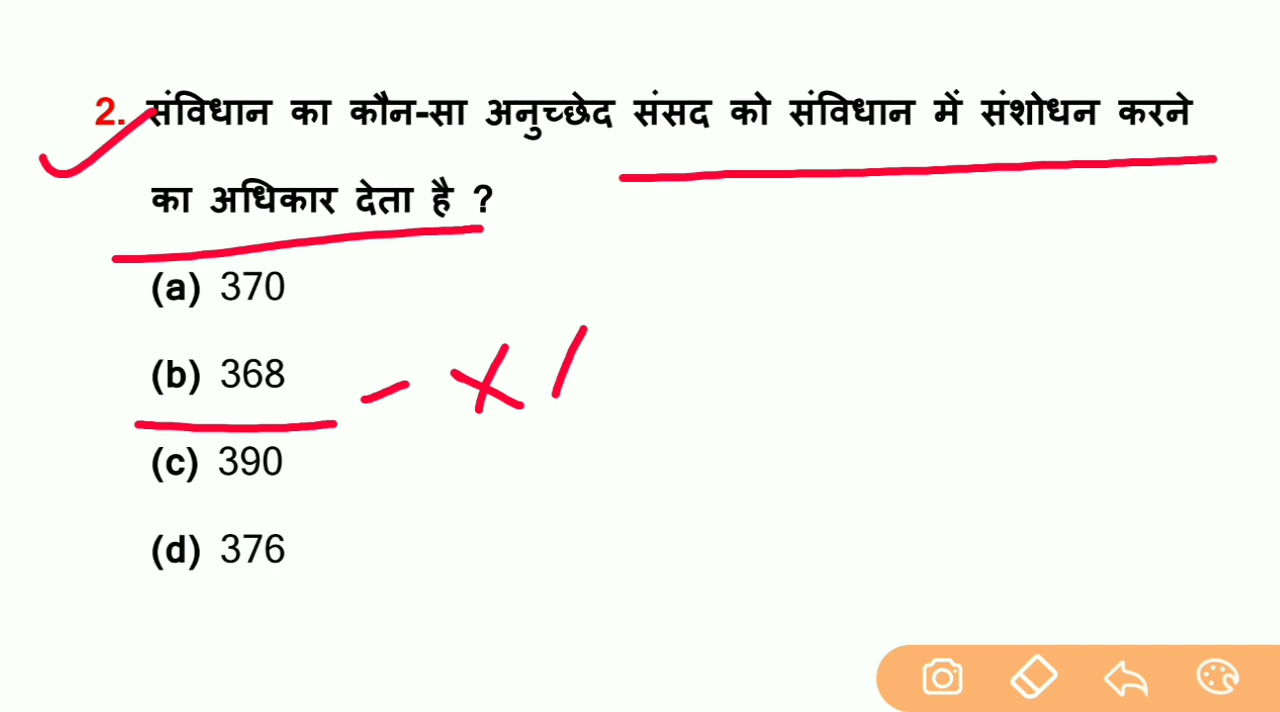 2. संविधान का कौन-सा अनुच्छेद संसद को संविधान में संशोधन करने
का अधिकार देता है ?
(a) 370
(b) 368 - X
(c) 390
(d) 376